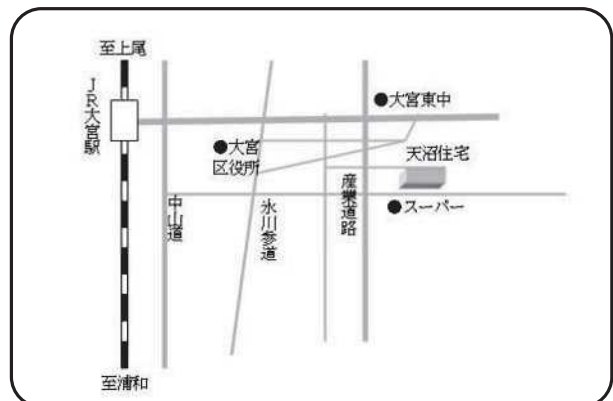 至上尾
JR大宮駅
●大宮東中
●大宮
区役所
天沼住宅
中山道
氷川参道
産業道路
●スーパー
至浦和